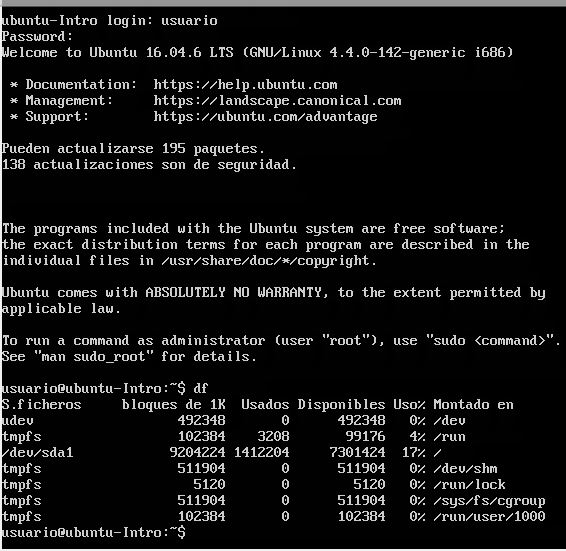 ubuntu-Intro login: usuario
Password:
Welcome to Ubuntu 16.04.6 LTS (GNU/Linux 4.4.0-142-generic i686)
* Documentation:  https://help.ubuntu.com
* Management:     https://landscape.canonical.com
* Support:        https://ubuntu.com/advantage
Pueden actualizarse 195 paquetes.
138 actualizaciones son de seguridad.
The programs included with the Ubuntu system are free software;
the exact distribution terms for each program are described in the
individual files in /usr/share/doc/*/copyright.
Ubuntu comes with ABSOLUTELY NO WARRANTY, to the extent permitted by
applicable law.
To run a command as administrator (user "root"), use "sudo <command>".
See "man sudo_root" for details.
usuario@ubuntu-Intro:~$ df
S.ficheros     bloques de 1K  Usados Disponibles Uso% Montado en
udev                  492348       0      492348   0% /dev
tmpfs                 102384    3208       99176   4% /run
/dev/sda1            9204224 1412204     7301424  17% /
tmpfs                 511904       0      511904   0% /dev/shm
tmpfs                   5120       0        5120   0% /run/lock
tmpfs                 511904       0      511904   0% /sys/fs/cgroup
tmpfs                 102384       0      102384   0% /run/user/1000
usuario@ubuntu-Intro:~$